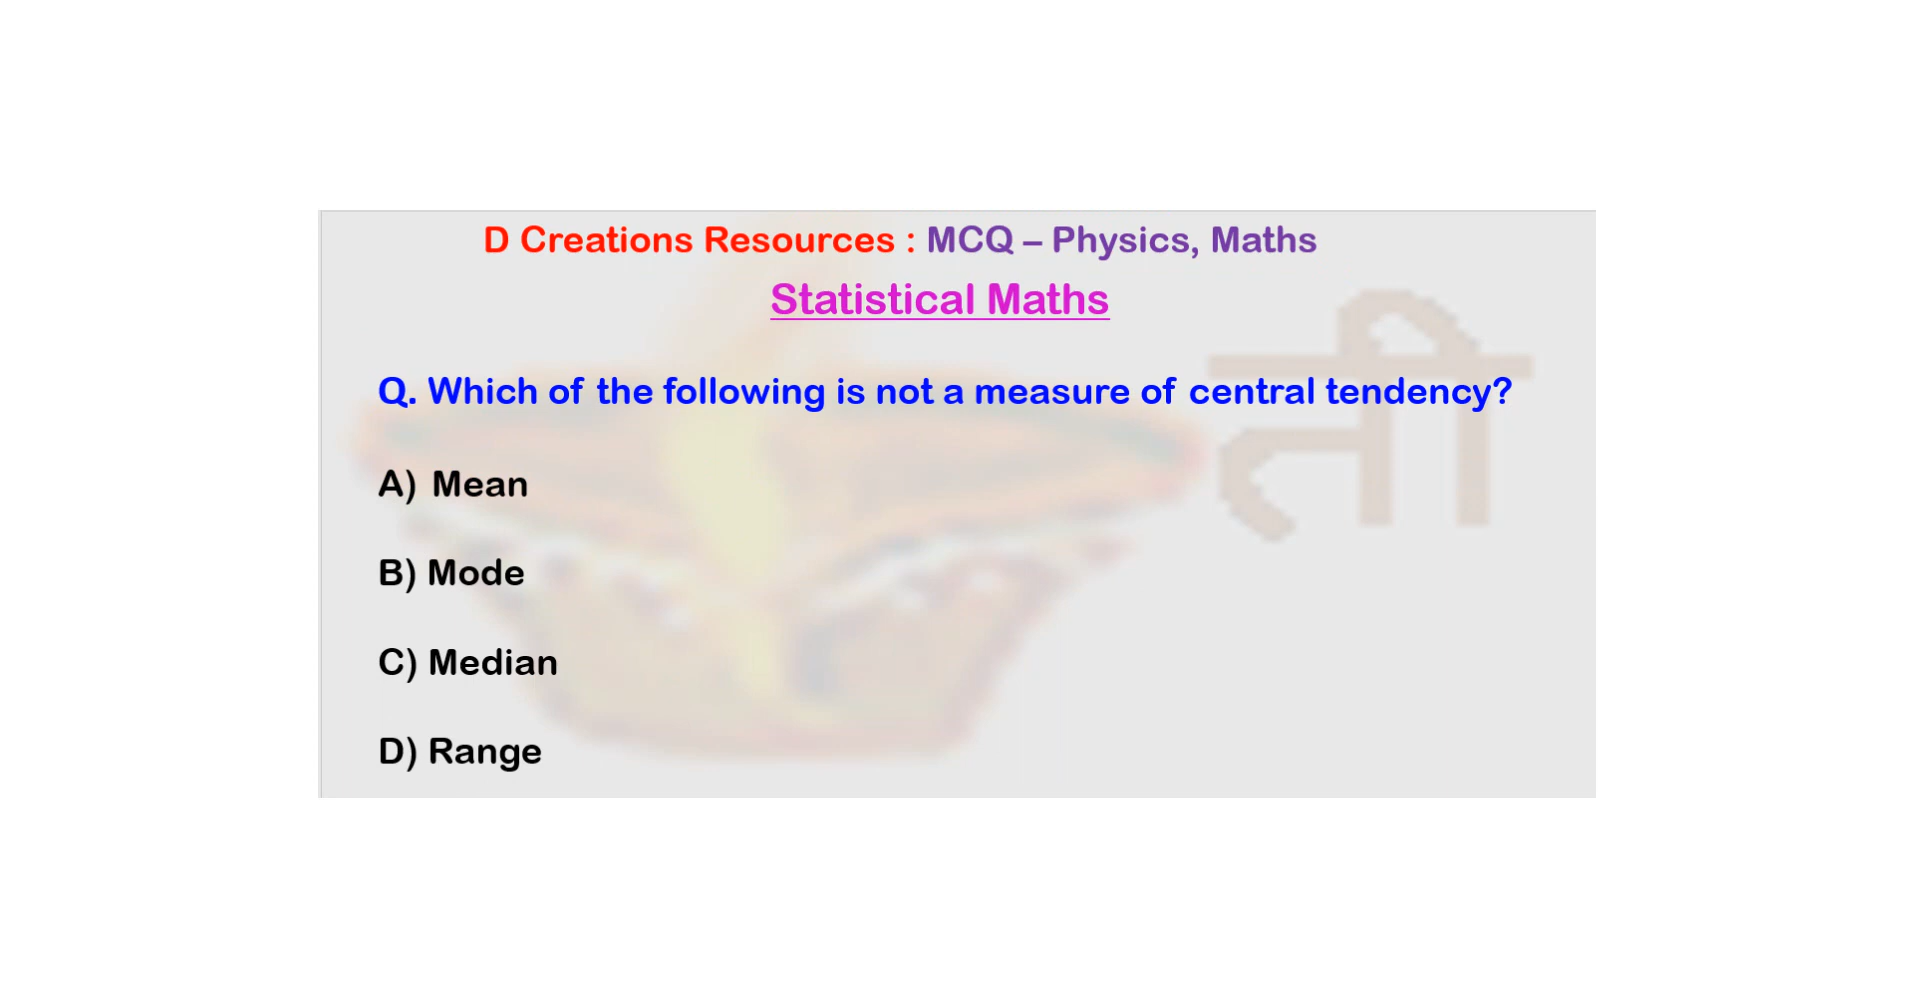 D Creations Resources : MCQ – Physics, Maths
Statistical Maths
Q. Which of the following is not a measure of central tendency?
ती
A) Mean
B) Mode
C) Median
D) Range